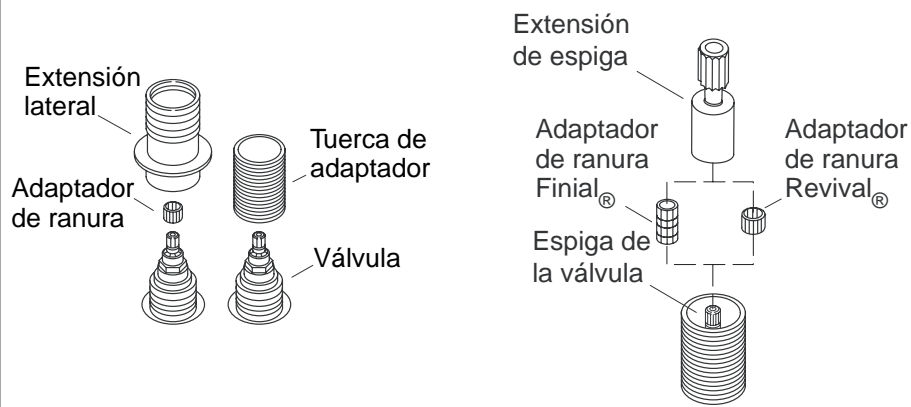 Extensión
lateral
Adaptador
de ranura
Tuerca de
adaptador
Válvula
Extensión
de espiga
Adaptador
de ranura
Finial®
Adaptador
de ranura
Revival®
Espiga de
la válvula